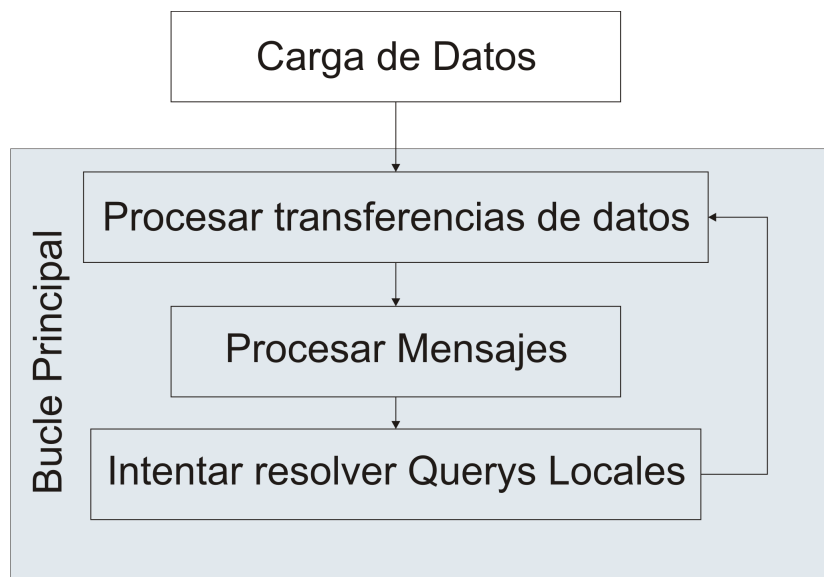 Carga de Datos
Bucle Principal
Procesar transferencias de datos
Procesar Mensajes
Intentar resolver Querys Locales